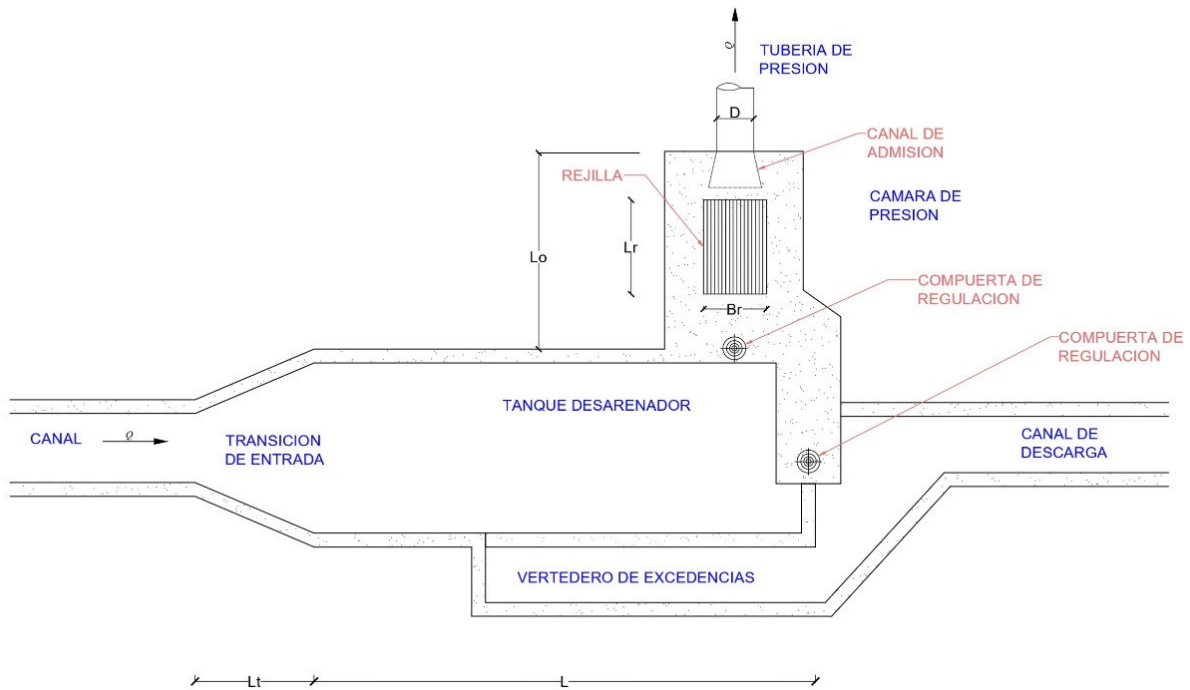 Q
TUBERIA DE
PRESION
D
CANAL DE
ADMISION
REJILLA
CAMARA DE
PRESION
Lr
Lo
COMPUERTA DE
REGULACION
Br
COMPUERTA DE
REGULACION
TANQUE DESARENADOR
CANAL
Q
TRANSICION
DE ENTRADA
CANAL DE
DESCARGA
VERTEDERO DE EXCEDENCIAS
Lt
L